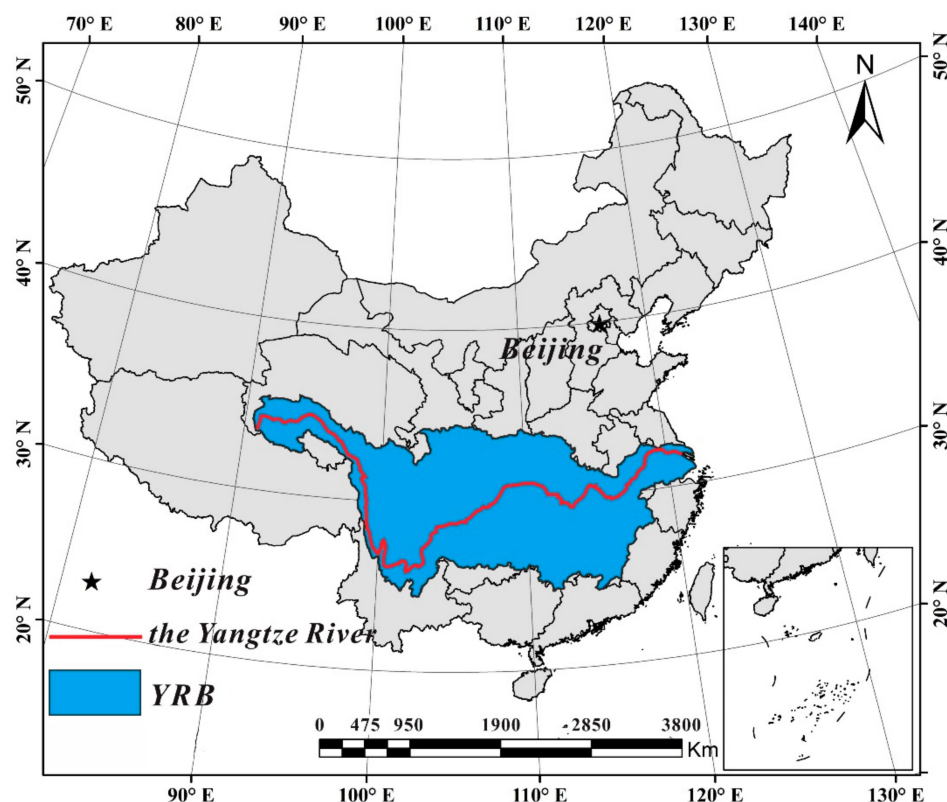 70° E 80° E 90° E 100° E 110° E 120° E 130° E 140° E
50° N
50° N
N
40° N
40° N
Beijing
30° N
30° N
Beijing
the Yangtze River
20° N
20° N
YRB
0 475 950 1900 2850 3800
Km
90° E 100° E 110° E 120° E 130° E